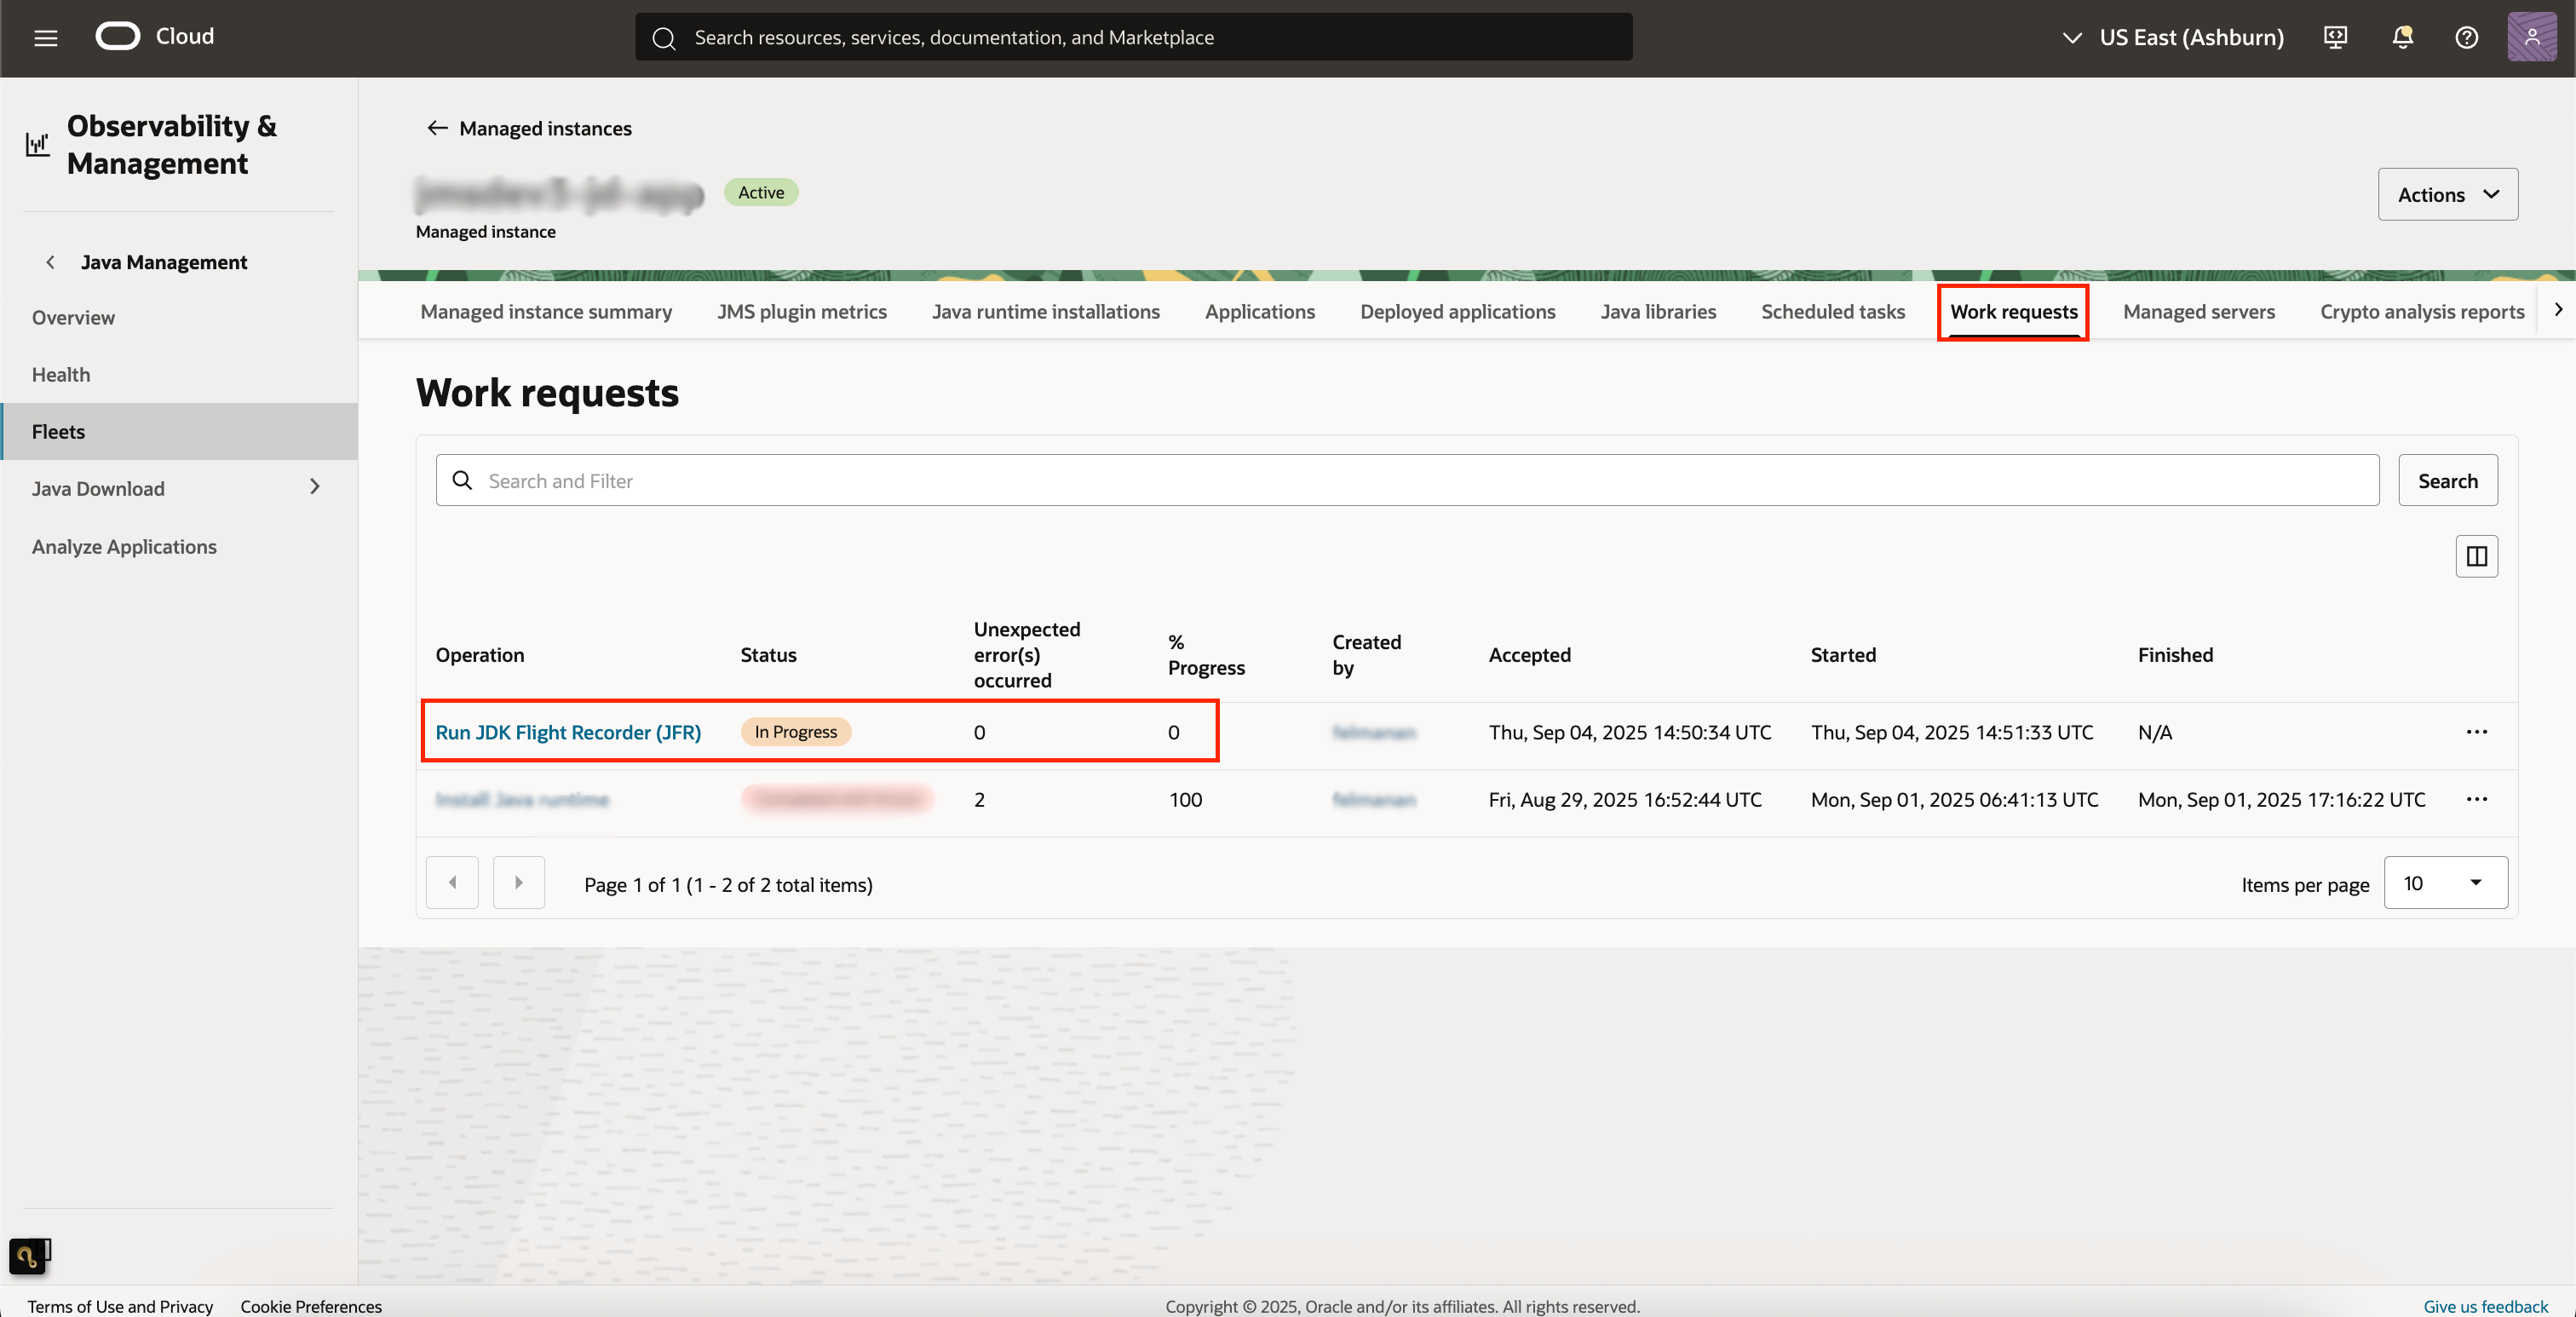 Cloud
Search resources, services, documentation, and Marketplace
US East (Ashburn)
Observability &
Management
Java Management
Overview
Health
Fleets
Java Download
Analyze Applications
Managed instances
Active
Managed instance
Actions
Managed instance summary
JMS plugin metrics
Java runtime installations
Applications
Deployed applications
Java libraries
Scheduled tasks
Work requests
Managed servers
Crypto analysis reports
Work requests
Search and Filter
Search
Operation
Status
Unexpected
error(s)
occurred
%
Progress
Created
by
Accepted
Started
Finished
Run JDK Flight Recorder (JFR)
In Progress
0
0
Thu, Sep 04, 2025 14:50:34 UTC
Thu, Sep 04, 2025 14:51:33 UTC
N/A
Install Java runtime
2
100
Fri, Aug 29, 2025 16:52:44 UTC
Mon, Sep 01, 2025 06:41:13 UTC
Mon, Sep 01, 2025 17:16:22 UTC
Page 1 of 1 (1 - 2 of 2 total items)
Items per page
10
Terms of Use and Privacy
Cookie Preferences
Copyright © 2025, Oracle and/or its affiliates. All rights reserved.
Give us feedback